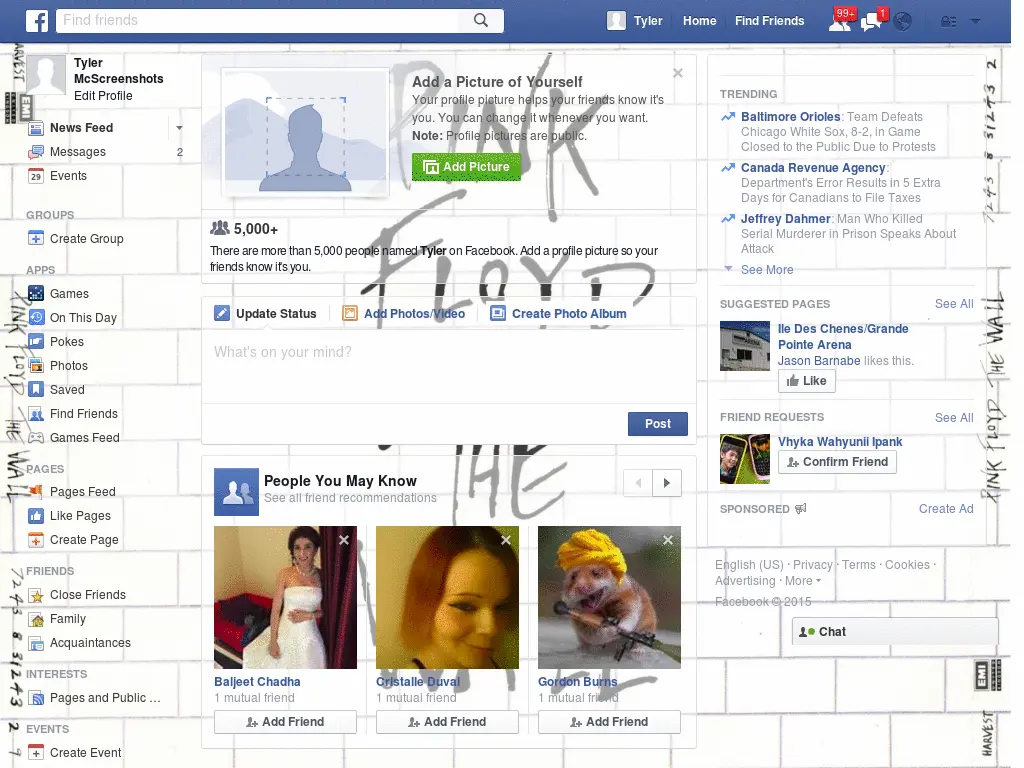 Find friends
Tyler
Home
Find Friends
99+
1
Tyler
McScreenshots
Edit Profile
News Feed
Messages
2
Events
29
GROUPS
Create Group
APPS
Games
On This Day
Pokes
Photos
Saved
Find Friends
Games Feed
PAGES
Pages Feed
Like Pages
Create Page
FRIENDS
Close Friends
Family
Acquaintances
INTERESTS
Pages and Public ...
EVENTS
Create Event
Add a Picture of Yourself
Your profile picture helps your friends know it's
you. You can change it whenever you want.
Note: Profile pictures are public.
Add Picture
5,000+
There are more than 5,000 people named Tyler on Facebook. Add a profile picture so your
friends know it's you.
Update Status
Add Photos/Video
Create Photo Album
What's on your mind?
Post
People You May Know
See all friend recommendations
Baljeet Chadha
1 mutual friend
Add Friend
Cristalle Duval
1 mutual friend
Add Friend
Gordon Burns
1 mutual friend
Add Friend
TRENDING
Baltimore Orioles: Team Defeats
Chicago White Sox, 8-2, in Game
Closed to the Public Due to Protests
Canada Revenue Agency:
Department's Error Results in 5 Extra
Days for Canadians to File Taxes
Jeffrey Dahmer: Man Who Killed
Serial Murderer in Prison Speaks About
Attack
See More
SUGGESTED PAGES
See All
Ile Des Chenes/Grande
Pointe Arena
Jason Barnabe likes this.
Like
FRIEND REQUESTS
See All
Vhyka Wahyunii Ipank
Confirm Friend
SPONSORED
Create Ad
English (US) · Privacy · Terms · Cookies ·
Advertising · More
Facebook © 2015
Chat
PINK
FLOYD
THE
WALL
HARVEST
EMI
PINK FLOYD THE WALL
PINK FLOYD THE WALL
EMI
HARVEST